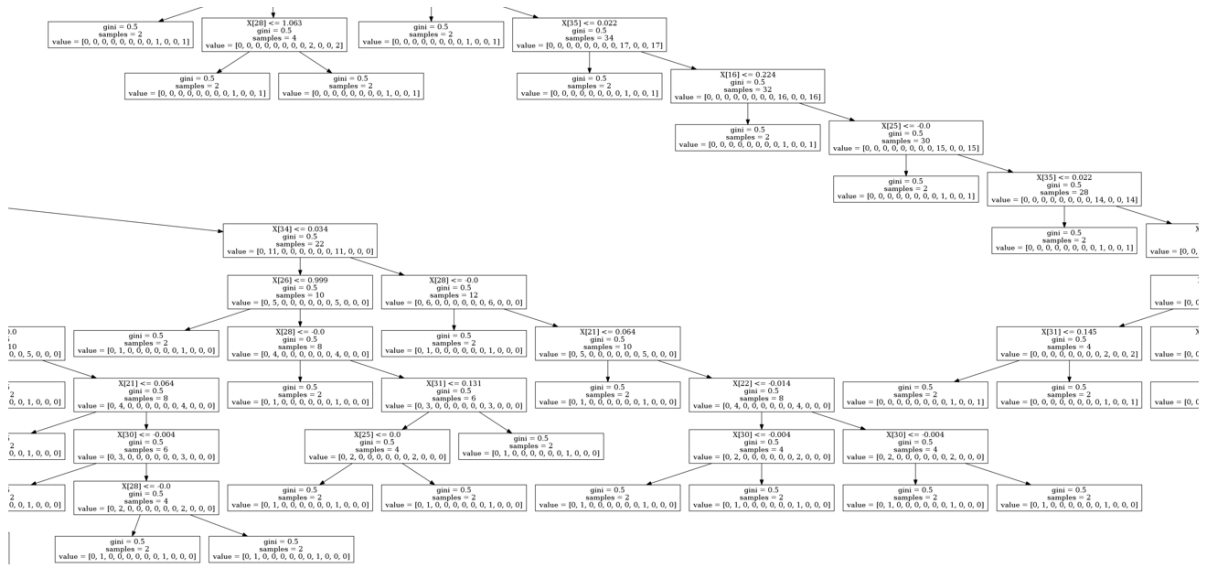 X[28] <= 1.063
gini = 0.5
samples = 4
value = [0, 0, 0, 0, 0, 0, 0, 0, 2, 0, 0, 2]
gini = 0.5
samples = 2
value = [0, 0, 0, 0, 0, 0, 0, 0, 1, 0, 0, 1]
gini = 0.5
samples = 2
value = [0, 0, 0, 0, 0, 0, 0, 0, 1, 0, 0, 1]
X[35] <= 0.022
gini = 0.5
samples = 34
value = [0, 0, 0, 0, 0, 0, 0, 0, 17, 0, 0, 17]
gini = 0.5
samples = 2
value = [0, 0, 0, 0, 0, 0, 0, 0, 1, 0, 0, 1]
gini = 0.5
samples = 2
value = [0, 0, 0, 0, 0, 0, 0, 0, 1, 0, 0, 1]
gini = 0.5
samples = 2
value = [0, 0, 0, 0, 0, 0, 0, 0, 1, 0, 0, 1]
X[16] <= 0.224
gini = 0.5
samples = 32
value = [0, 0, 0, 0, 0, 0, 0, 0, 16, 0, 0, 16]
gini = 0.5
samples = 2
value = [0, 0, 0, 0, 0, 0, 0, 0, 1, 0, 0, 1]
X[25] <= -0.0
gini = 0.5
samples = 30
value = [0, 0, 0, 0, 0, 0, 0, 0, 15, 0, 0, 15]
gini = 0.5
samples = 2
value = [0, 0, 0, 0, 0, 0, 0, 0, 1, 0, 0, 1]
X[35] <= 0.022
gini = 0.5
samples = 28
value = [0, 0, 0, 0, 0, 0, 0, 0, 14, 0, 0, 14]
gini = 0.5
samples = 2
value = [0, 0, 0, 0, 0, 0, 0, 0, 1, 0, 0, 1]
X[34] <= 0.034
gini = 0.5
samples = 22
value = [0, 11, 0, 0, 0, 0, 0, 0, 11, 0, 0, 0]
X[26] <= 0.999
gini = 0.5
samples = 10
value = [0, 5, 0, 0, 0, 0, 0, 0, 5, 0, 0, 0]
X[28] <= -0.0
gini = 0.5
samples = 12
value = [0, 6, 0, 0, 0, 0, 0, 0, 6, 0, 0, 0]
gini = 0.5
samples = 2
value = [0, 1, 0, 0, 0, 0, 0, 0, 1, 0, 0, 0]
X[28] <= -0.0
gini = 0.5
samples = 8
value = [0, 4, 0, 0, 0, 0, 0, 0, 4, 0, 0, 0]
gini = 0.5
samples = 2
value = [0, 1, 0, 0, 0, 0, 0, 0, 1, 0, 0, 0]
X[21] <= 0.064
gini = 0.5
samples = 10
value = [0, 5, 0, 0, 0, 0, 0, 0, 5, 0, 0, 0]
X[31] <= 0.145
gini = 0.5
samples = 4
value = [0, 0, 0, 0, 0, 0, 0, 0, 2, 0, 0, 2]
X[21] <= 0.064
gini = 0.5
samples = 8
value = [0, 4, 0, 0, 0, 0, 0, 0, 4, 0, 0, 0]
gini = 0.5
samples = 2
value = [0, 1, 0, 0, 0, 0, 0, 0, 1, 0, 0, 0]
X[31] <= 0.131
gini = 0.5
samples = 6
value = [0, 3, 0, 0, 0, 0, 0, 0, 3, 0, 0, 0]
gini = 0.5
samples = 2
value = [0, 1, 0, 0, 0, 0, 0, 0, 1, 0, 0, 0]
X[22] <= -0.014
gini = 0.5
samples = 8
value = [0, 4, 0, 0, 0, 0, 0, 0, 4, 0, 0, 0]
gini = 0.5
samples = 2
value = [0, 0, 0, 0, 0, 0, 0, 0, 1, 0, 0, 1]
gini = 0.5
samples = 2
value = [0, 0, 0, 0, 0, 0, 0, 0, 1, 0, 0, 1]
X[30] <= -0.004
gini = 0.5
samples = 6
value = [0, 3, 0, 0, 0, 0, 0, 0, 3, 0, 0, 0]
X[25] <= 0.0
gini = 0.5
samples = 4
value = [0, 2, 0, 0, 0, 0, 0, 0, 2, 0, 0, 0]
gini = 0.5
samples = 2
value = [0, 1, 0, 0, 0, 0, 0, 0, 1, 0, 0, 0]
X[30] <= -0.004
gini = 0.5
samples = 4
value = [0, 2, 0, 0, 0, 0, 0, 0, 2, 0, 0, 0]
X[30] <= -0.004
gini = 0.5
samples = 4
value = [0, 2, 0, 0, 0, 0, 0, 0, 2, 0, 0, 0]
X[28] <= -0.0
gini = 0.5
samples = 4
value = [0, 2, 0, 0, 0, 0, 0, 0, 2, 0, 0, 0]
gini = 0.5
samples = 2
value = [0, 1, 0, 0, 0, 0, 0, 0, 1, 0, 0, 0]
gini = 0.5
samples = 2
value = [0, 1, 0, 0, 0, 0, 0, 0, 1, 0, 0, 0]
gini = 0.5
samples = 2
value = [0, 1, 0, 0, 0, 0, 0, 0, 1, 0, 0, 0]
gini = 0.5
samples = 2
value = [0, 1, 0, 0, 0, 0, 0, 0, 1, 0, 0, 0]
gini = 0.5
samples = 2
value = [0, 1, 0, 0, 0, 0, 0, 0, 1, 0, 0, 0]
gini = 0.5
samples = 2
value = [0, 1, 0, 0, 0, 0, 0, 0, 1, 0, 0, 0]
gini = 0.5
samples = 2
value = [0, 1, 0, 0, 0, 0, 0, 0, 1, 0, 0, 0]
gini = 0.5
samples = 2
value = [0, 1, 0, 0, 0, 0, 0, 0, 1, 0, 0, 0]